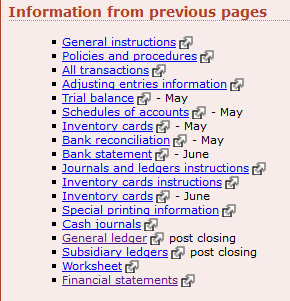 Information from previous pages
General instructions
Policies and procedures
All transactions
Adjusting entries information
Trial balance - May
Schedules of accounts - May
Inventory cards - May
Bank reconciliation - May
Bank statement - June
Journals and ledgers instructions
Inventory cards instructions
Inventory cards - June
Special printing information
Cash journals
General ledger post closing
Subsidiary ledgers post closing
Worksheet
Financial statements